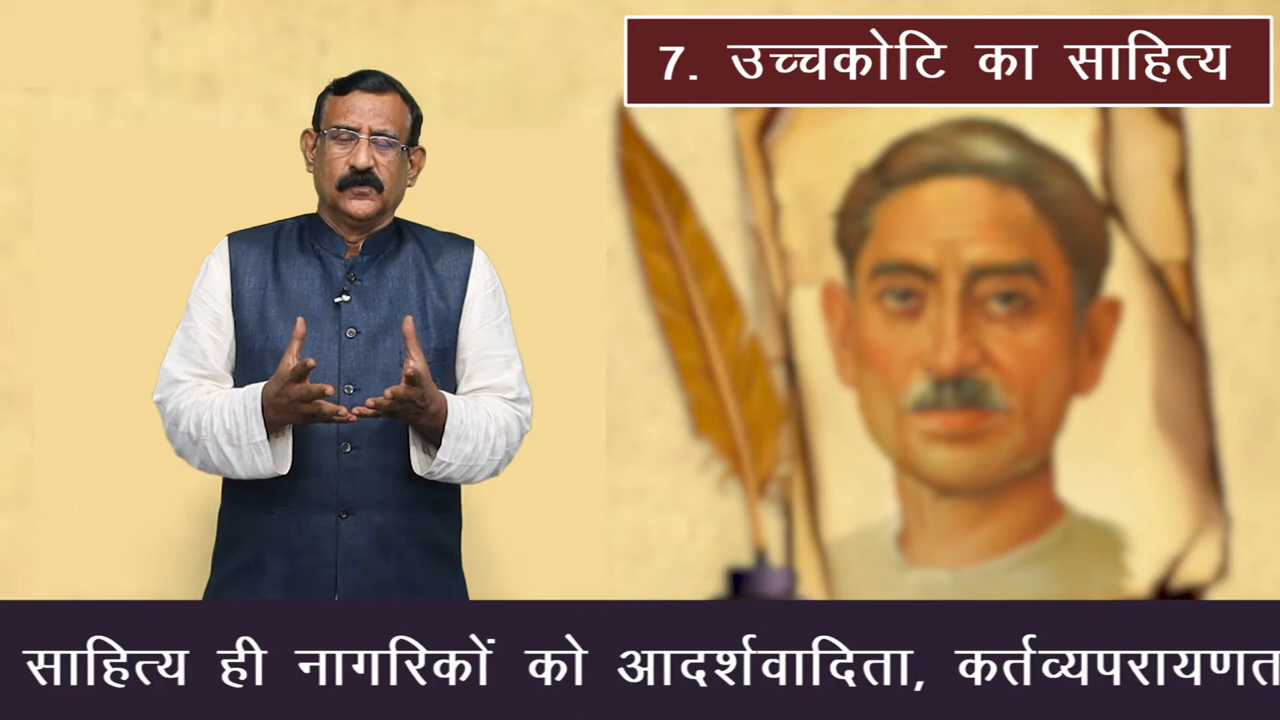 7. उच्चकोटि का साहित्य
साहित्य ही नागरिकों को आदर्शवादिता, कर्तव्यपरायणत